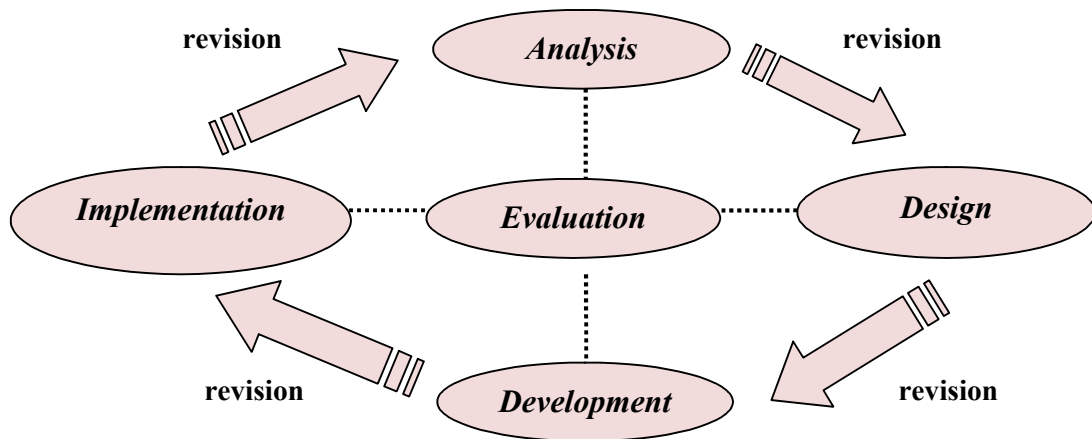 revision
Analysis
revision
Implementation
Evaluation
Design
revision
Development
revision